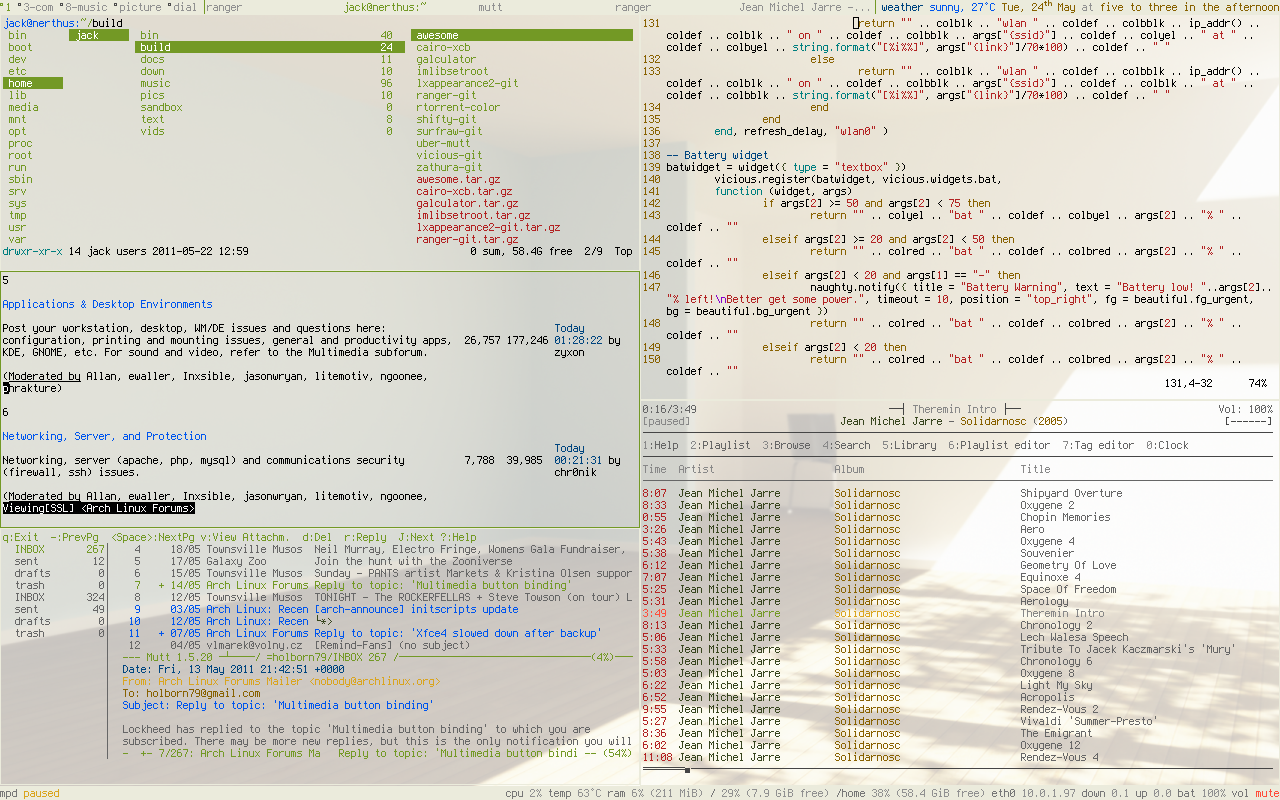 1 3-com 8-music picture dial ranger jack@nerthus:~ mutt ranger Jean Michel Jarre -... weather sunny, 27°C Tue, 24th May at five to three in the afternoon
jack@nerthus:~/build
bin jack bin 40 awesome
boot build 24 cairo-xcb
dev docs 11 galculator
etc down 10 imlibsetroot
home music 96 lxappearance2-git
lib pics 10 ranger-git
media sandbox 0 rtorrent-color
mnt text 8 shifty-git
opt vids 0 surfraw-git
proc uber-mutt
root vicious-git
run zathura-git
sbin awesome.tar.gz
srv cairo-xcb.tar.gz
sys galculator.tar.gz
tmp imlibsetroot.tar.gz
usr lxappearance2-git.tar.gz
var ranger-git.tar.gz
drwxr-xr-x 14 jack users 2011-05-22 12:59 0 sum, 58.4G free 2/9 Top
5
Applications & Desktop Environments
Post your workstation, desktop, WM/DE issues and questions here: Today
configuration, printing and mounting issues, general and productivity apps, 26,757 177,246 01:28:22 by
KDE, GNOME, etc. For sound and video, refer to the Multimedia subforum. zyxon
(Moderated by Allan, ewaller, Inxsible, jasonwryan, litemotiv, ngoonee,
phrakture)
6
Networking, Server, and Protection
Today
Networking, server (apache, php, mysql) and communications security 7,788 39,985 00:21:31 by
(firewall, ssh) issues. chr0nik
(Moderated by Allan, ewaller, Inxsible, jasonwryan, litemotiv, ngoonee,
Viewing[SSL] <Arch Linux Forums>
q:Exit -:PrevPg <Space>:NextPg v:View Attachm. d:Del r:Reply J:Next ?:Help
INBOX 267 4 18/05 Townsville Musos Neil Murray, Electro Fringe, Womens Gala Fundraiser,
sent 12 5 17/05 Galaxy Zoo Join the hunt with the Zooniverse
drafts 0 6 15/05 Townsville Musos Sunday - PANTS artist Markets & Kristina Olsen suppor
trash 0 7 + 14/05 Arch Linux Forums Reply to topic: 'Multimedia button binding'
INBOX 324 8 12/05 Townsville Musos TONIGHT - The ROCKERFELLAS + Steve Towson (on tour) L
sent 49 9 03/05 Arch Linux: Recen [arch-announce] initscripts update
drafts 0 10 12/05 Arch Linux: Recen └*>
trash 0 11 + 07/05 Arch Linux Forums Reply to topic: 'Xfce4 slowed down after backup'
12 04/05 vlmarek@volny.cz [Remind-Fans] (no subject)
--- Mutt 1.5.20 ─┴──/ =holborn79/INBOX 267 /──(4%)──
Date: Fri, 13 May 2011 21:42:51 +0000
From: Arch Linux Forums Mailer <nobody@archlinux.org>
To: holborn79@gmail.com
Subject: Reply to topic: 'Multimedia button binding'
Lockheed has replied to the topic 'Multimedia button binding' to which you are
subscribed. There may be more new replies, but this is the only notification you will
- +- 7/267: Arch Linux Forums Ma Reply to topic: 'Multimedia button bindi -- (54%)
131 return "" .. colblk .. "wlan " .. coldef .. colbblk .. ip_addr() ..
coldef .. colblk .. " on " .. coldef .. colbblk .. args["{ssid}"] .. coldef .. colyel .. " at " ..
coldef .. colbyel .. string.format("[%i%%]", args["{link}"]/70*100) .. coldef .. " "
132 else
133 return "" .. colblk .. "wlan " .. coldef .. colbblk .. ip_addr() ..
coldef .. colblk .. " on " .. coldef .. colbblk .. args["{ssid}"] .. coldef .. colblk .. " at " ..
coldef .. colbblk .. string.format("[%i%%]", args["{link}"]/70*100) .. coldef .. " "
134 end
135 end
136 end, refresh_delay, "wlan0" )
137
138 -- Battery widget
139 batwidget = widget({ type = "textbox" })
140 vicious.register(batwidget, vicious.widgets.bat,
141 function (widget, args)
142 if args[2] >= 50 and args[2] < 75 then
143 return "" .. colyel .. "bat " .. coldef .. colbyel .. args[2] .. "% " ..
coldef .. ""
144 elseif args[2] >= 20 and args[2] < 50 then
145 return "" .. colred .. "bat " .. coldef .. colbred .. args[2] .. "% " ..
coldef .. ""
146 elseif args[2] < 20 and args[1] == "-" then
147 naughty.notify({ title = "Battery Warning", text = "Battery low! "..args[2]..
"% left!\nBetter get some power.", timeout = 10, position = "top_right", fg = beautiful.fg_urgent,
bg = beautiful.bg_urgent })
148 return "" .. colred .. "bat " .. coldef .. colbred .. args[2] .. "% " ..
coldef .. ""
149 elseif args[2] < 20 then
150 return "" .. colred .. "bat " .. coldef .. colbred .. args[2] .. "% " ..
coldef .. ""
131,4-32 74%
0:16/3:49 ──┤ Theremin Intro ├── Vol: 100%
[paused] Jean Michel Jarre - Solidarnosc (2005) [------]
1:Help 2:Playlist 3:Browse 4:Search 5:Library 6:Playlist editor 7:Tag editor 0:Clock
Time Artist Album Title
8:07 Jean Michel Jarre Solidarnosc Shipyard Overture
8:33 Jean Michel Jarre Solidarnosc Oxygene 2
0:55 Jean Michel Jarre Solidarnosc Chopin Memories
3:26 Jean Michel Jarre Solidarnosc Aero
5:43 Jean Michel Jarre Solidarnosc Oxygene 4
5:38 Jean Michel Jarre Solidarnosc Souvenier
6:12 Jean Michel Jarre Solidarnosc Geometry Of Love
7:07 Jean Michel Jarre Solidarnosc Equinoxe 4
5:25 Jean Michel Jarre Solidarnosc Space Of Freedom
5:31 Jean Michel Jarre Solidarnosc Aerology
3:49 Jean Michel Jarre Solidarnosc Theremin Intro
8:13 Jean Michel Jarre Solidarnosc Chronology 2
5:06 Jean Michel Jarre Solidarnosc Lech Walesa Speech
5:33 Jean Michel Jarre Solidarnosc Tribute To Jacek Kaczmarski's 'Mury'
5:58 Jean Michel Jarre Solidarnosc Chronology 6
5:03 Jean Michel Jarre Solidarnosc Oxygene 8
6:22 Jean Michel Jarre Solidarnosc Light My Sky
6:52 Jean Michel Jarre Solidarnosc Acropolis
9:55 Jean Michel Jarre Solidarnosc Rendez-Vous 2
5:27 Jean Michel Jarre Solidarnosc Vivaldi 'Summer-Presto'
8:36 Jean Michel Jarre Solidarnosc The Emigrant
6:02 Jean Michel Jarre Solidarnosc Oxygene 12
11:08 Jean Michel Jarre Solidarnosc Rendez-Vous 4
mpd paused cpu 2% temp 63°C ram 6% (211 MiB) / 29% (7.9 GiB free) /home 38% (58.4 GiB free) eth0 10.0.1.97 down 0.1 up 0.0 bat 100% vol mute